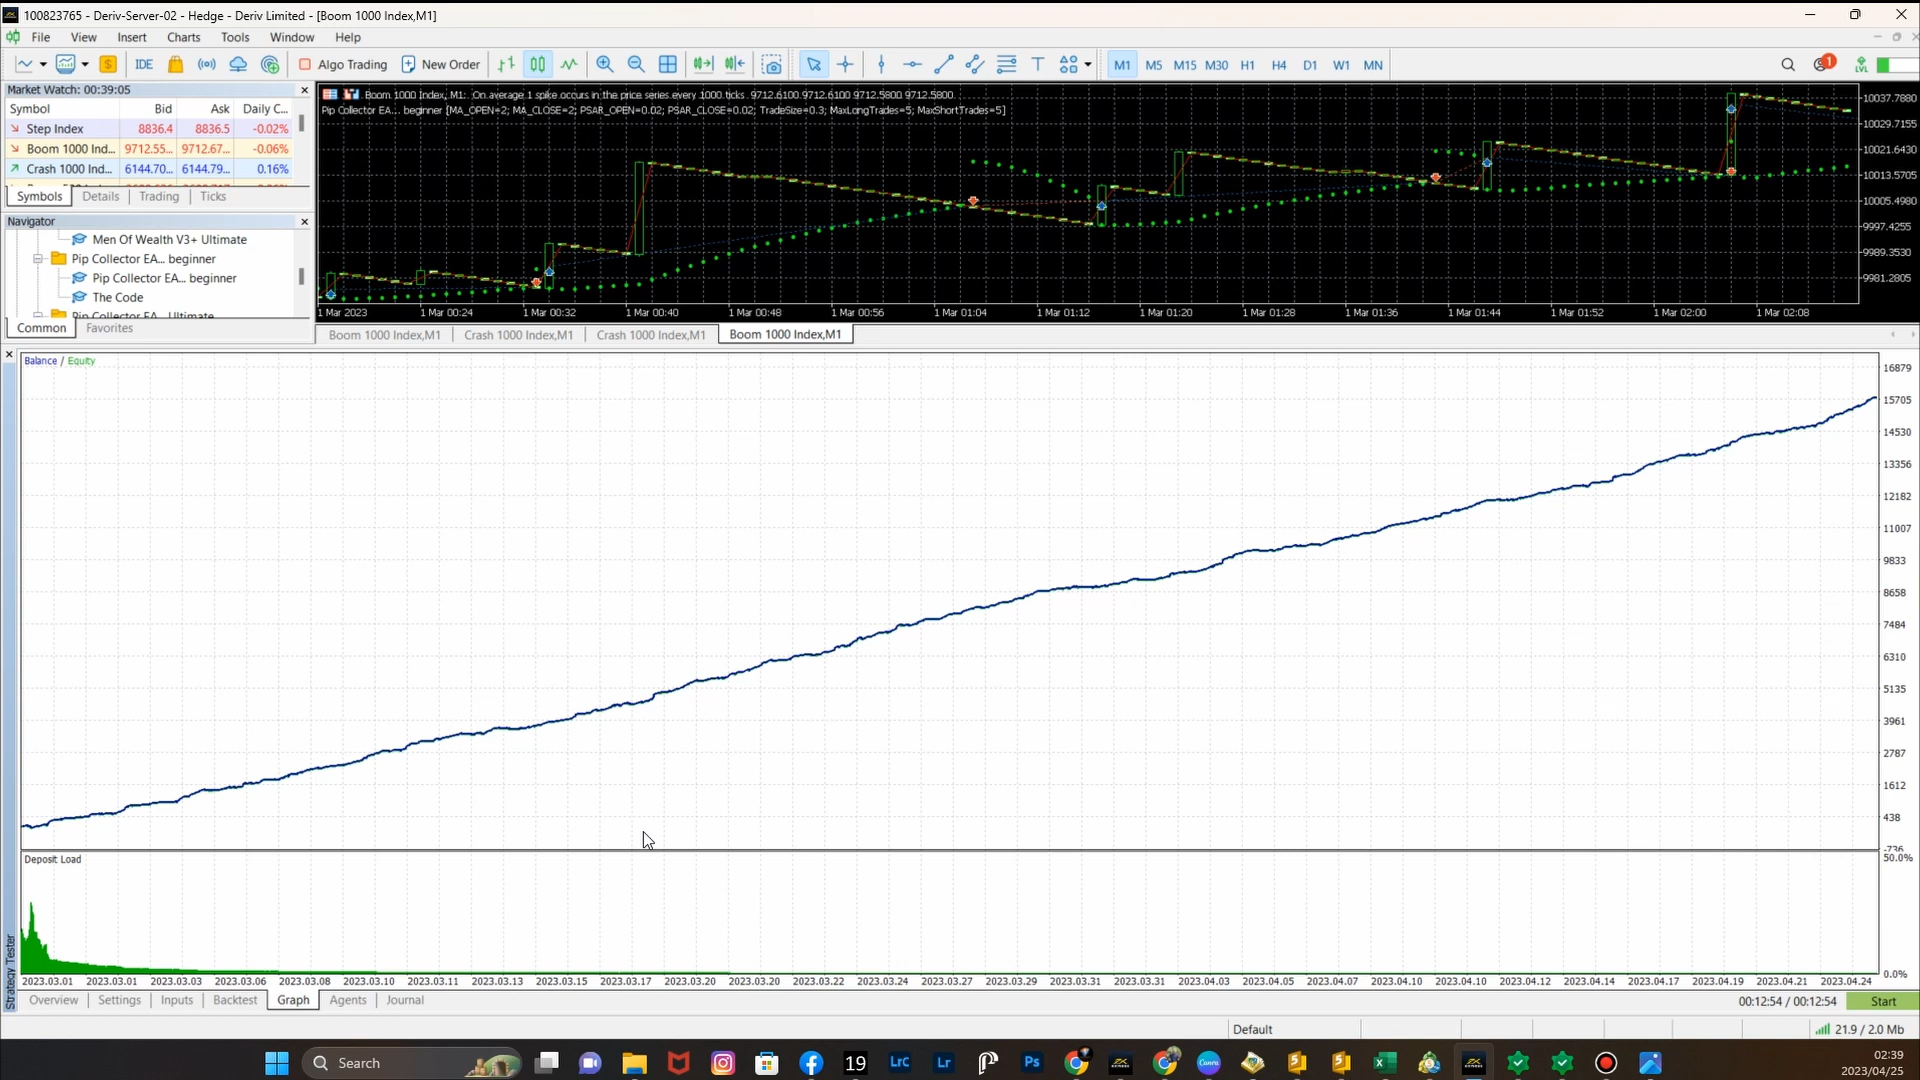 100823765 - Deriv-Server-02 - Hedge - Deriv Limited - [Boom 1000 Index,M1]
File View Insert Charts Tools Window Help
IDE Algo Trading New Order M1 M5 M15 M30 H1 H4 D1 W1 MN 1
Market Watch: 00:39:05
Symbol Bid Ask Daily C...
Step Index 8836.4 8836.5 -0.02%
Boom 1000 Ind... 9712.55... 9712.67... -0.06%
Crash 1000 Ind... 6144.70... 6144.79... 0.16%
Symbols Details Trading Ticks
Navigator
Men Of Wealth V3+ Ultimate
Pip Collector EA... beginner
Pip Collector EA... beginner
The Code
Pip Collector EA... Ultimate
Common Favorites
Boom 1000 Index, M1: On average 1 spike occurs in the price series every 1000 ticks 9712.6100 9712.6100 9712.5800 9712.5800
Pip Collector EA... beginner [MA_OPEN=2; MA_CLOSE=2; PSAR_OPEN=0.02; PSAR_CLOSE=0.02; TradeSize=0.3; MaxLongTrades=5; MaxShortTrades=5]
10037.7880
10029.7155
10021.6430
10013.5705
10005.4980
9997.4255
9989.3530
9981.2805
1 Mar 2023 1 Mar 00:24 1 Mar 00:32 1 Mar 00:40 1 Mar 00:48 1 Mar 00:56 1 Mar 01:04 1 Mar 01:12 1 Mar 01:20 1 Mar 01:28 1 Mar 01:36 1 Mar 01:44 1 Mar 01:52 1 Mar 02:00 1 Mar 02:08
Boom 1000 Index,M1 Crash 1000 Index,M1 Crash 1000 Index,M1 Boom 1000 Index,M1
Balance / Equity
16879
15705
14530
13356
12182
11007
9833
8658
7484
6310
5135
3961
2787
1612
438
-736
Deposit Load
50.0%
0.0%
2023.03.01 2023.03.01 2023.03.03 2023.03.06 2023.03.08 2023.03.10 2023.03.11 2023.03.13 2023.03.15 2023.03.17 2023.03.20 2023.03.20 2023.03.22 2023.03.24 2023.03.27 2023.03.29 2023.03.31 2023.03.31 2023.04.03 2023.04.05 2023.04.07 2023.04.10 2023.04.10 2023.04.12 2023.04.14 2023.04.17 2023.04.19 2023.04.21 2023.04.24
Strategy Tester
Overview Settings Inputs Backtest Graph Agents Journal
00:12:54 / 00:12:54 Start
Default 21.9 / 2.0 Mb
Search 19 LrC Lr Ps Canva
02:39
2023/04/25